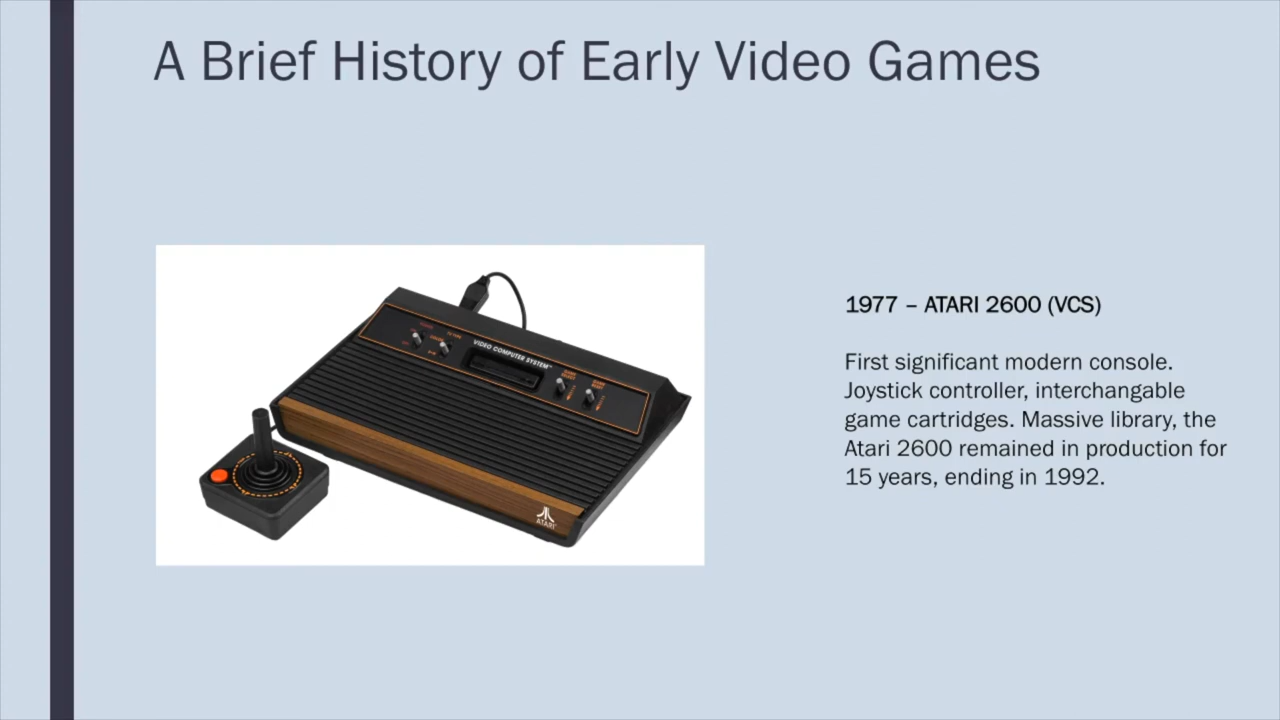 A Brief History of Early Video Games
VIDEO COMPUTER SYSTEM
ATARI
1977 – ATARI 2600 (VCS)
First significant modern console.
Joystick controller, interchangable
game cartridges. Massive library, the
Atari 2600 remained in production for
15 years, ending in 1992.